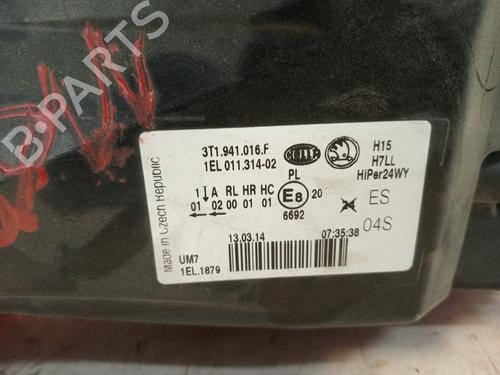 B-PARTS
3T1.941.016.F
1EL 011.314-02
HELLA
H15
H7LL
HiPer24WY
PL
1 I A RL HR HC
01 02 00 01 01
E8 20
6692
ES
04S
13.03.14
07:35:38
UM7
1EL.1879
Made in Czech Republic